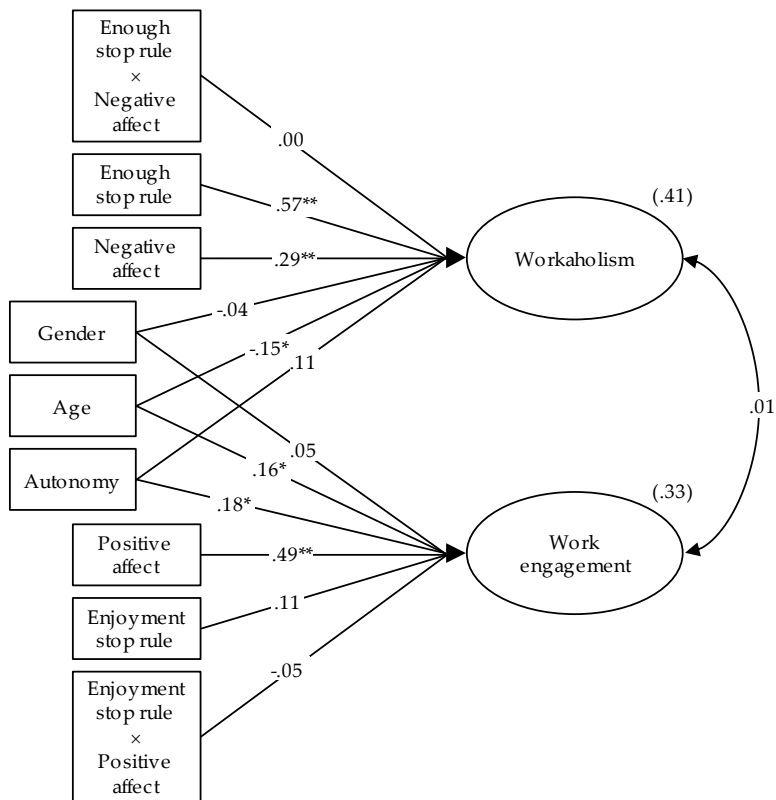 Enough
stop rule
×
Negative
affect
.00
Enough
stop rule
.57**
(.41)
Negative
affect
.29**
Workaholism
Gender
-.04
-.15*
.11
Age
.01
.05
.16*
Autonomy
.18*
(.33)
Positive
affect
.49**
Work
engagement
Enjoyment
stop rule
.11
-.05
Enjoyment
stop rule
×
Positive
affect